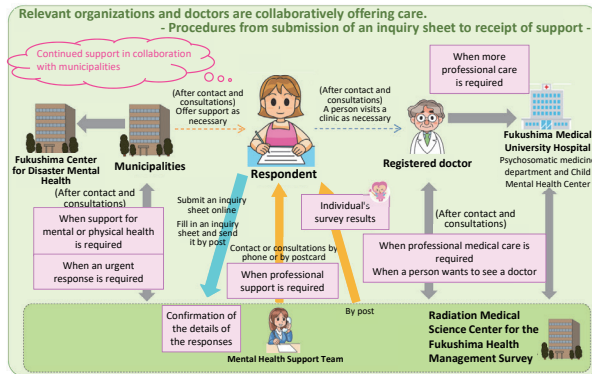 Relevant organizations and doctors are collaboratively offering care.
- Procedures from submission of an inquiry sheet to receipt of support -
Continued support in collaboration
with municipalities
When more
professional care
is required
(After contact and
consultations)
Offer support as
necessary
(After contact and
consultations)
A person visits a
clinic as necessary
Fukushima Center
for Disaster Mental
Health
Municipalities
Respondent
Registered doctor
Fukushima Medical
University Hospital
Psychosomatic medicine
department and Child
Mental Health Center
(After contact and
consultations)
When support for
mental or physical health
is required
When an urgent
response is required
Submit an inquiry
sheet online
Fill in an inquiry
sheet and send
it by post
Individual's
survey results
Contact or consultations by
phone or by postcard
When professional
support is required
(After contact and
consultations)
When professional medical care is
required
When a person wants to see a doctor
Confirmation of
the details of
the responses
By post
Mental Health Support Team
Radiation Medical
Science Center for the
Fukushima Health
Management Survey